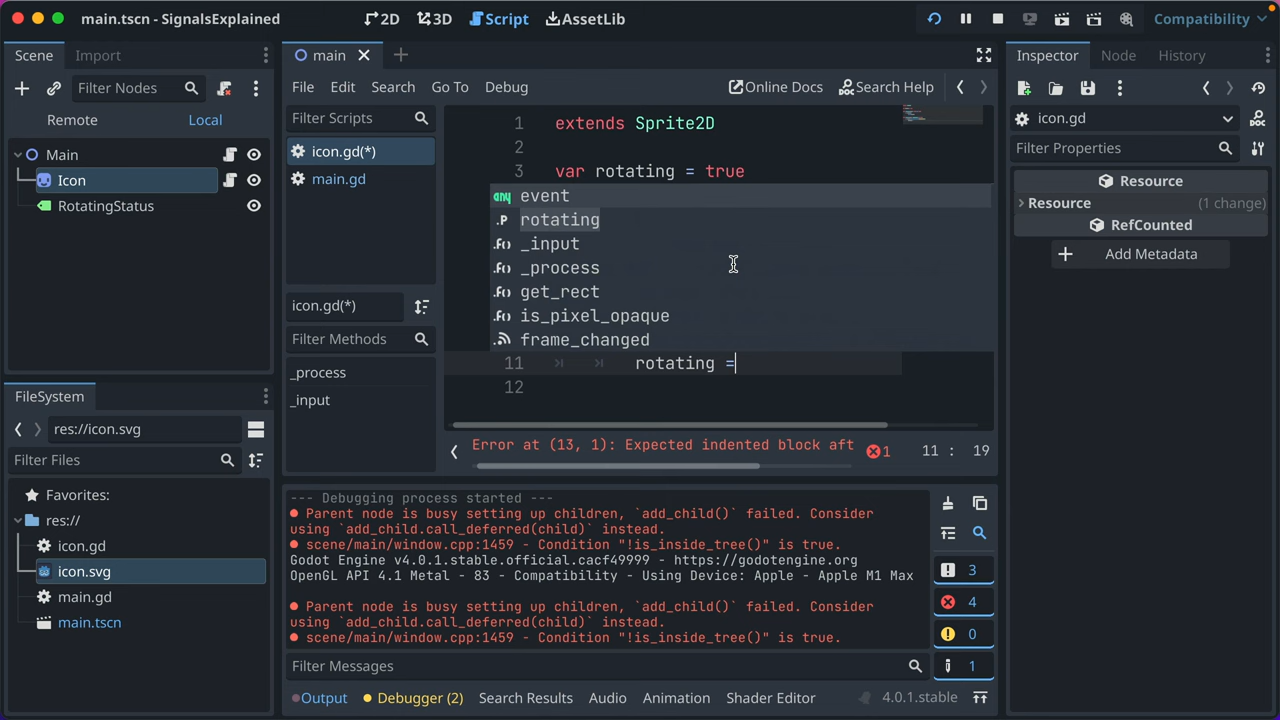 main.tscn - SignalsExplained
2D
3D
Script
AssetLib
Compatibility
Scene
Import
Filter Nodes
Remote
Local
Main
Icon
RotatingStatus
FileSystem
res://icon.svg
Filter Files
Favorites:
res://
icon.gd
icon.svg
main.gd
main.tscn
main
File
Edit
Search
Go To
Debug
Online Docs
Search Help
Filter Scripts
icon.gd(*)
main.gd
icon.gd(*)
Filter Methods
_process
_input
1 extends Sprite2D
2
3 var rotating = true
any event
.P rotating
.f() _input
.f() _process
.f() get_rect
.f() is_pixel_opaque
frame_changed
11 rotating =
12
Error at (13, 1): Expected indented block aft
1
11 : 19
--- Debugging process started ---
Parent node is busy setting up children, `add_child()` failed. Consider
using `add_child.call_deferred(child)` instead.
scene/main/window.cpp:1459 - Condition "!is_inside_tree()" is true.
Godot Engine v4.0.1.stable.official.cacf49999 - https://godotengine.org
OpenGL API 4.1 Metal - 83 - Compatibility - Using Device: Apple - Apple M1 Max
Parent node is busy setting up children, `add_child()` failed. Consider
using `add_child.call_deferred(child)` instead.
scene/main/window.cpp:1459 - Condition "!is_inside_tree()" is true.
3
4
0
1
Filter Messages
Output
Debugger (2)
Search Results
Audio
Animation
Shader Editor
4.0.1.stable
Inspector
Node
History
icon.gd
Filter Properties
Resource
Resource
(1 change)
RefCounted
Add Metadata